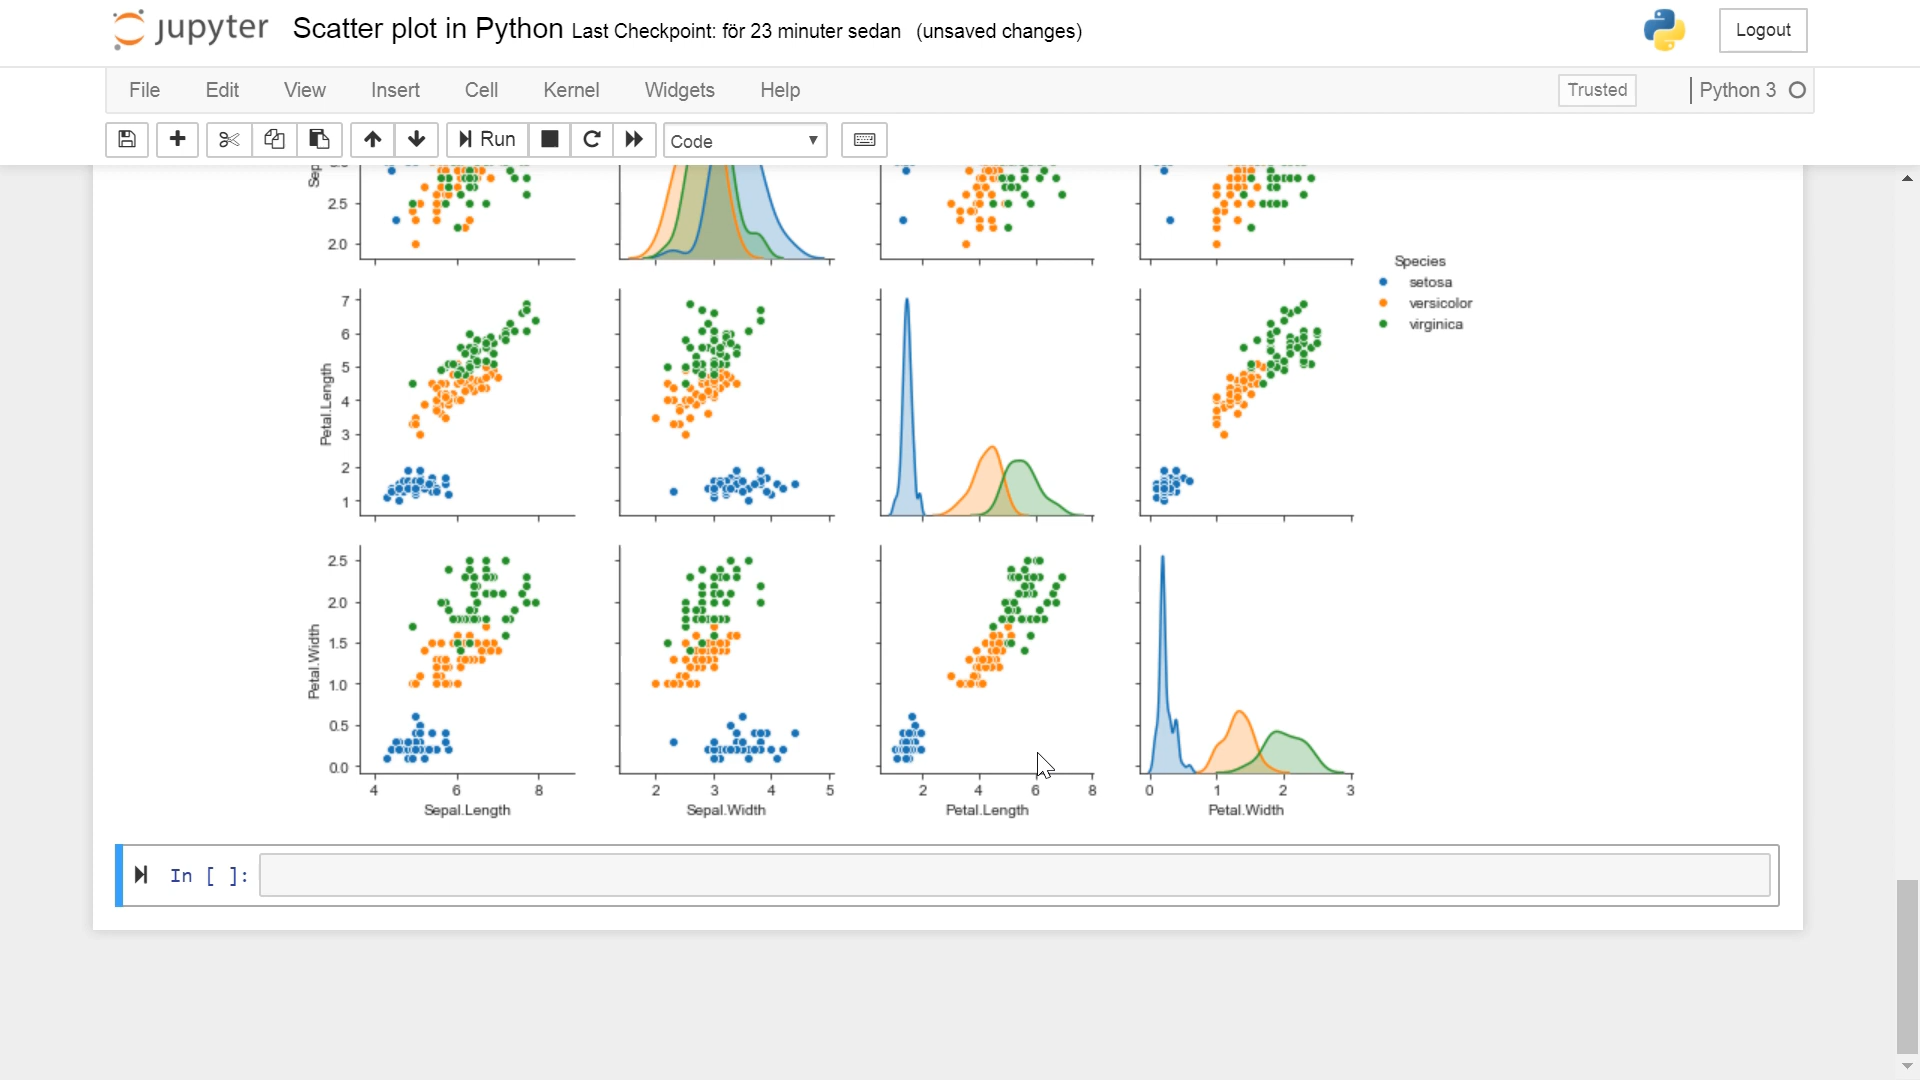 jupyter Scatter plot in Python Last Checkpoint: för 23 minuter sedan (unsaved changes) Logout
File Edit View Insert Cell Kernel Widgets Help Trusted Python 3
Run Code
2.5
2.0
Species
setosa
versicolor
virginica
Petal.Length
7
6
5
4
3
2
1
Petal.Width
2.5
2.0
1.5
1.0
0.5
0.0
4 6 8 2 3 4 5 2 4 6 8 0 1 2 3
Sepal.Length Sepal.Width Petal.Length Petal.Width
In [ ]: